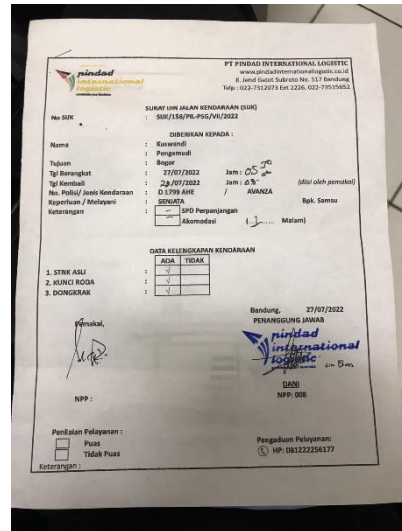 pindad
international
logistic
PT PINDAD INTERNATIONAL LOGISTIC
www.pindadinternationallogistic.co.id
Jl. Jend Gatot Subroto No. 517 Bandung
Telp : 022-7312073 Ext 2226, 022-73515652
SURAT IJIN JALAN KENDARAAN (SIJK)
No SIJK : SIJK/158/PIL-PSG/VII/2022
DIBERIKAN KEPADA :
Nama : Kuswandi
: Pengemudi
Tujuan : Bogor
Tgl Berangkat : 27/07/2022 Jam : 05 30
Tgl Kembali : /07/2022 Jam : (diisi oleh pemakai)
No. Polisi/ Jenis Kendaraan : D 1799 AHE / AVANZA
Keperluan / Melayani : SENJATA Bpk. Samsu
Keterangan : SPD Perpanjangan
Akomodasi (1..... Malam)
DATA KELENGKAPAN KENDARAAN
ADA TIDAK
1. STNK ASLI : √
2. KUNCI RODA : √
3. DONGKRAK : √
Bandung, 27/07/2022
Pemakai, PENANGGUNG JAWAB
pindad
international
logistic
DANI
NPP : NPP: 008
Penilaian Pelayanan :
Puas
Tidak Puas
Keterangan :
Pengaduan Pelayanan:
HP: 081222256177